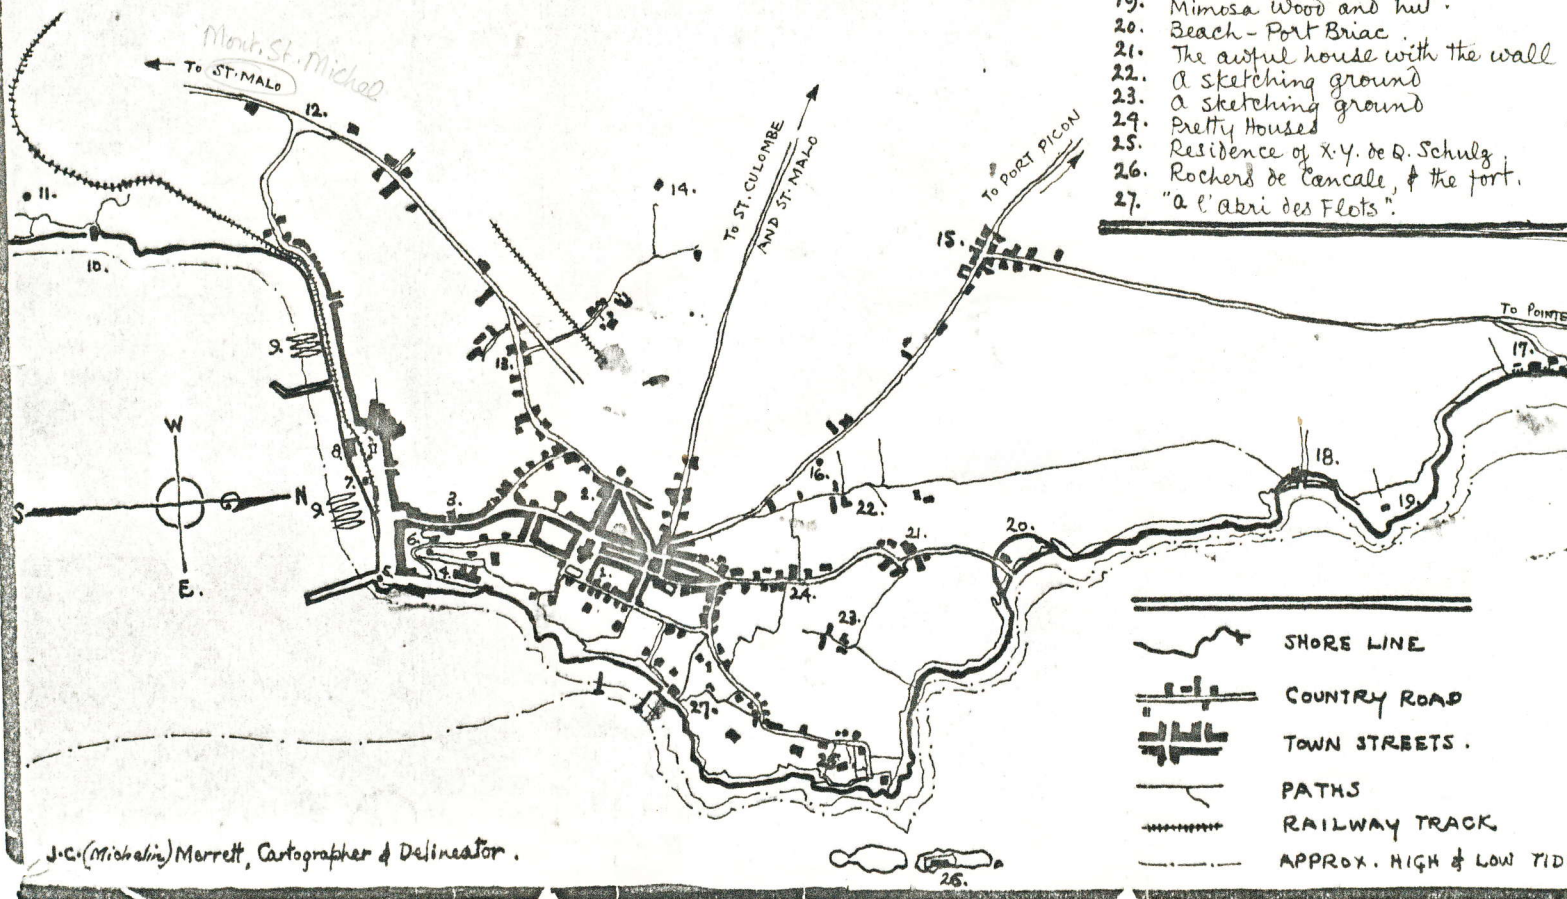 19. Mimosa Wood and hut.
20. Beach - Port Briac.
21. The awful house with the wall
22. A sketching ground
23. A sketching ground
24. Pretty Houses
25. Residence of X.Y. de Q. Schulz.
26. Rochers de Cancale, & the fort.
27. "a l'abri des Flots".
Mont. St. Michel
TO ST. MALO
12.
11.
10.
14.
TO ST. CULOMBE
AND ST. MALO
TO PORT PICON
15.
TO POINTE
17.
9.
13.
W
S
N
E.
8.
7.
9.
3.
2.
16.
22.
18.
19.
6.
5.
4.
1.
21.
20.
24.
23.
27.
25.
26.
SHORE LINE
COUNTRY ROAD
TOWN STREETS.
PATHS
RAILWAY TRACK
APPROX. HIGH & LOW TID
J.C. (Michelin) Merrett, Cartographer & Delineator.